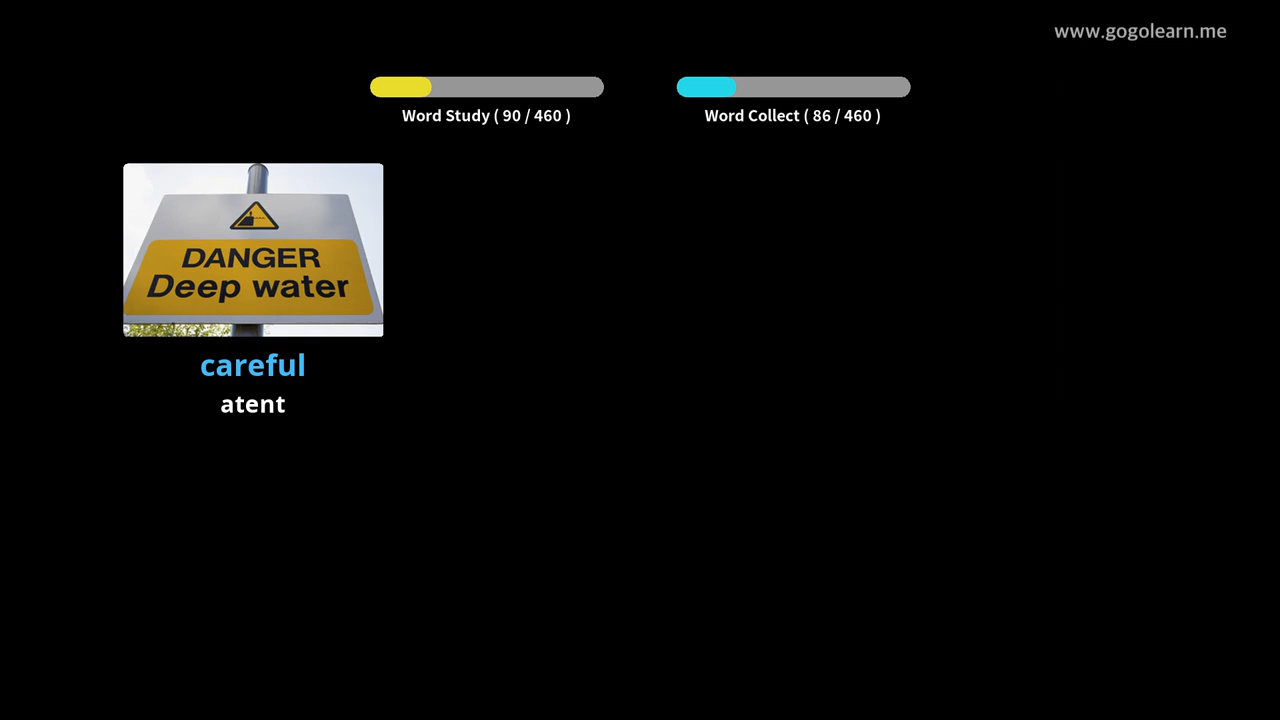 www.gogolearn.me
Word Study ( 90 / 460 )
Word Collect ( 86 / 460 )
DANGER
Deep water
careful
atent